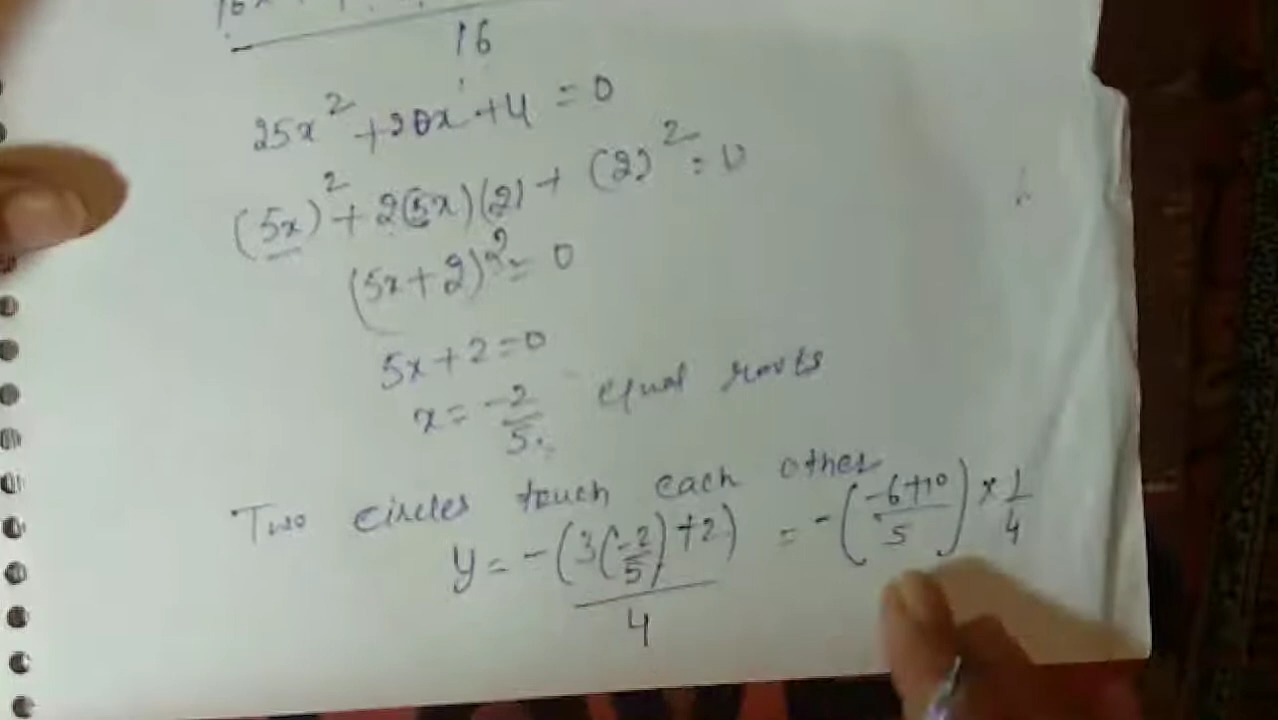 16
25x² + 20x + 4 = 0
(5x)² + 2(5x)(2) + (2)² = 0
(5x + 2)² = 0
5x + 2 = 0
x = -2/5 equal roots
Two circles touch each other
y = -(3(-2/5) + 2)/4 = -((-6+10)/5) × 1/4